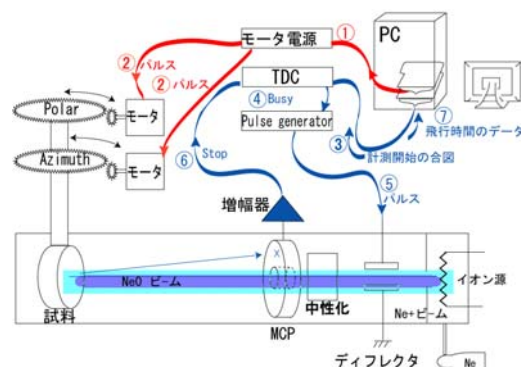 ①
モータ電源
PC
② パルス
② パルス
TDC
④ Busy
Polar
モータ
Pulse generator
③
⑦
飛行時間のデータ
計測開始の合図
Azimuth
モータ
⑥ Stop
⑤
パルス
増幅器
X
Ne0 ビーム
イオン源
試料
中性化
Ne+ビーム
MCP
ディフレクタ
Ne